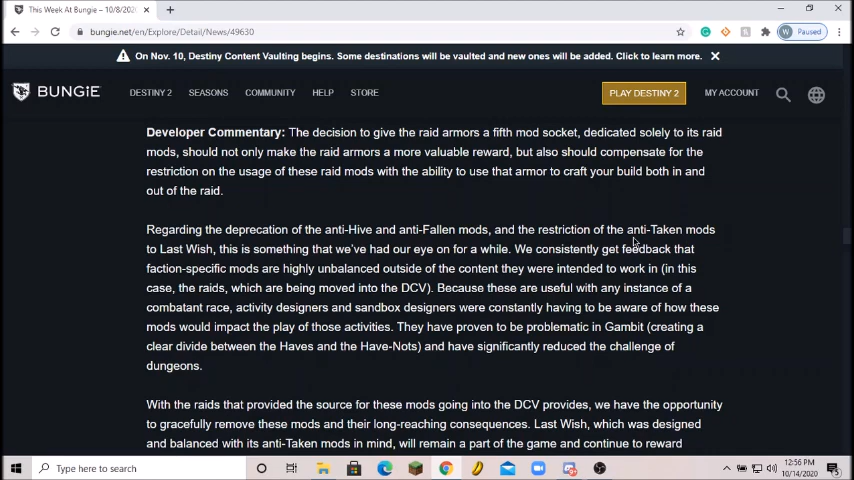 This Week At Bungie – 10/8/202
bungie.net/en/Explore/Detail/News/49630
Paused
On Nov. 10, Destiny Content Vaulting begins. Some destinations will be vaulted and new ones will be added. Click to learn more.
BUNGIE
DESTINY 2
SEASONS
COMMUNITY
HELP
STORE
PLAY DESTINY 2
MY ACCOUNT
Developer Commentary: The decision to give the raid armors a fifth mod socket, dedicated solely to its raid
mods, should not only make the raid armors a more valuable reward, but also should compensate for the
restriction on the usage of these raid mods with the ability to use that armor to craft your build both in and
out of the raid.
Regarding the deprecation of the anti-Hive and anti-Fallen mods, and the restriction of the anti-Taken mods
to Last Wish, this is something that we've had our eye on for a while. We consistently get feedback that
faction-specific mods are highly unbalanced outside of the content they were intended to work in (in this
case, the raids, which are being moved into the DCV). Because these are useful with any instance of a
combatant race, activity designers and sandbox designers were constantly having to be aware of how these
mods would impact the play of those activities. They have proven to be problematic in Gambit (creating a
clear divide between the Haves and the Have-Nots) and have significantly reduced the challenge of
dungeons.
With the raids that provided the source for these mods going into the DCV provides, we have the opportunity
to gracefully remove these mods and their long-reaching consequences. Last Wish, which was designed
and balanced with its anti-Taken mods in mind, will remain a part of the game and continue to reward
Type here to search
12:56 PM
10/14/2020